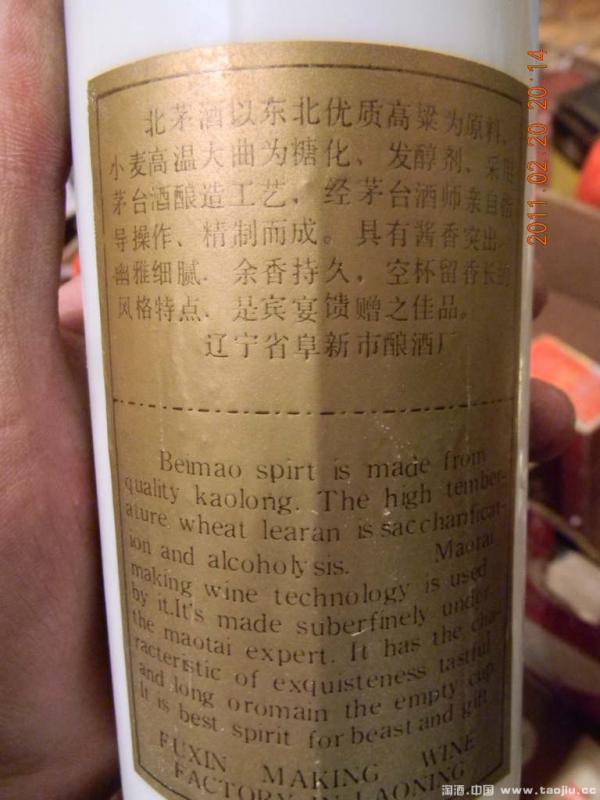 北茅酒以东北优质高粱为原料、
小麦高温大曲为糖化、发醇剂、采用
茅台酒酿造工艺，经茅台酒师亲自指
导操作、精制而成。具有酱香突出、
幽雅细腻．余香持久，空杯留香长的
风格特点．是宾宴馈赠之佳品。
辽宁省阜新市酿酒厂
Beimao spirt is made from
quality kaolong. The high tember-
ature wheat learan is saccharificat-
ion and alcoholysis. Maotai
making wine technology is used
by it.It's made suberfinely under
the maotai expert. It has the cha-
racteristic of exquisteness tastful
and long oromain the empty cup.
It is best spirit for beast and gift
FUXIN MAKING WINE
FACTORY IN LAONING
2011.02.20 20:14
淘酒.中国 www.taojiu.cc